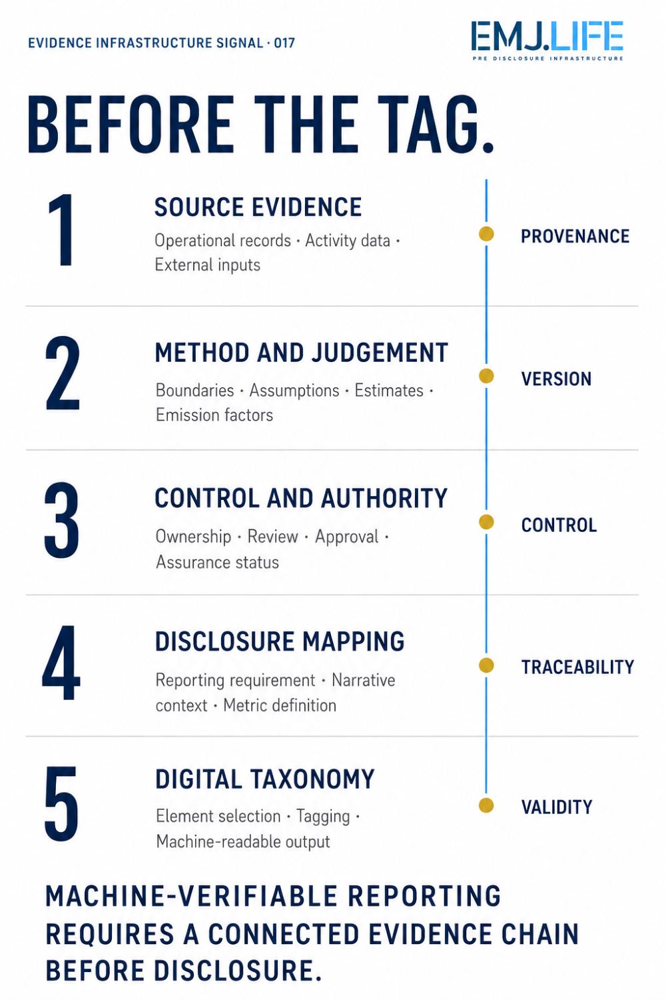 EVIDENCE INFRASTRUCTURE SIGNAL · 017
EMJ.LIFE
PRE DISCLOSURE INFRASTRUCTURE
BEFORE THE TAG.
1
SOURCE EVIDENCE
Operational records · Activity data ·
External inputs
PROVENANCE
2
METHOD AND JUDGEMENT
Boundaries · Assumptions · Estimates ·
Emission factors
VERSION
3
CONTROL AND AUTHORITY
Ownership · Review · Approval ·
Assurance status
CONTROL
4
DISCLOSURE MAPPING
Reporting requirement · Narrative
context · Metric definition
TRACEABILITY
5
DIGITAL TAXONOMY
Element selection · Tagging ·
Machine-readable output
VALIDITY
MACHINE-VERIFIABLE REPORTING
REQUIRES A CONNECTED EVIDENCE CHAIN
BEFORE DISCLOSURE.